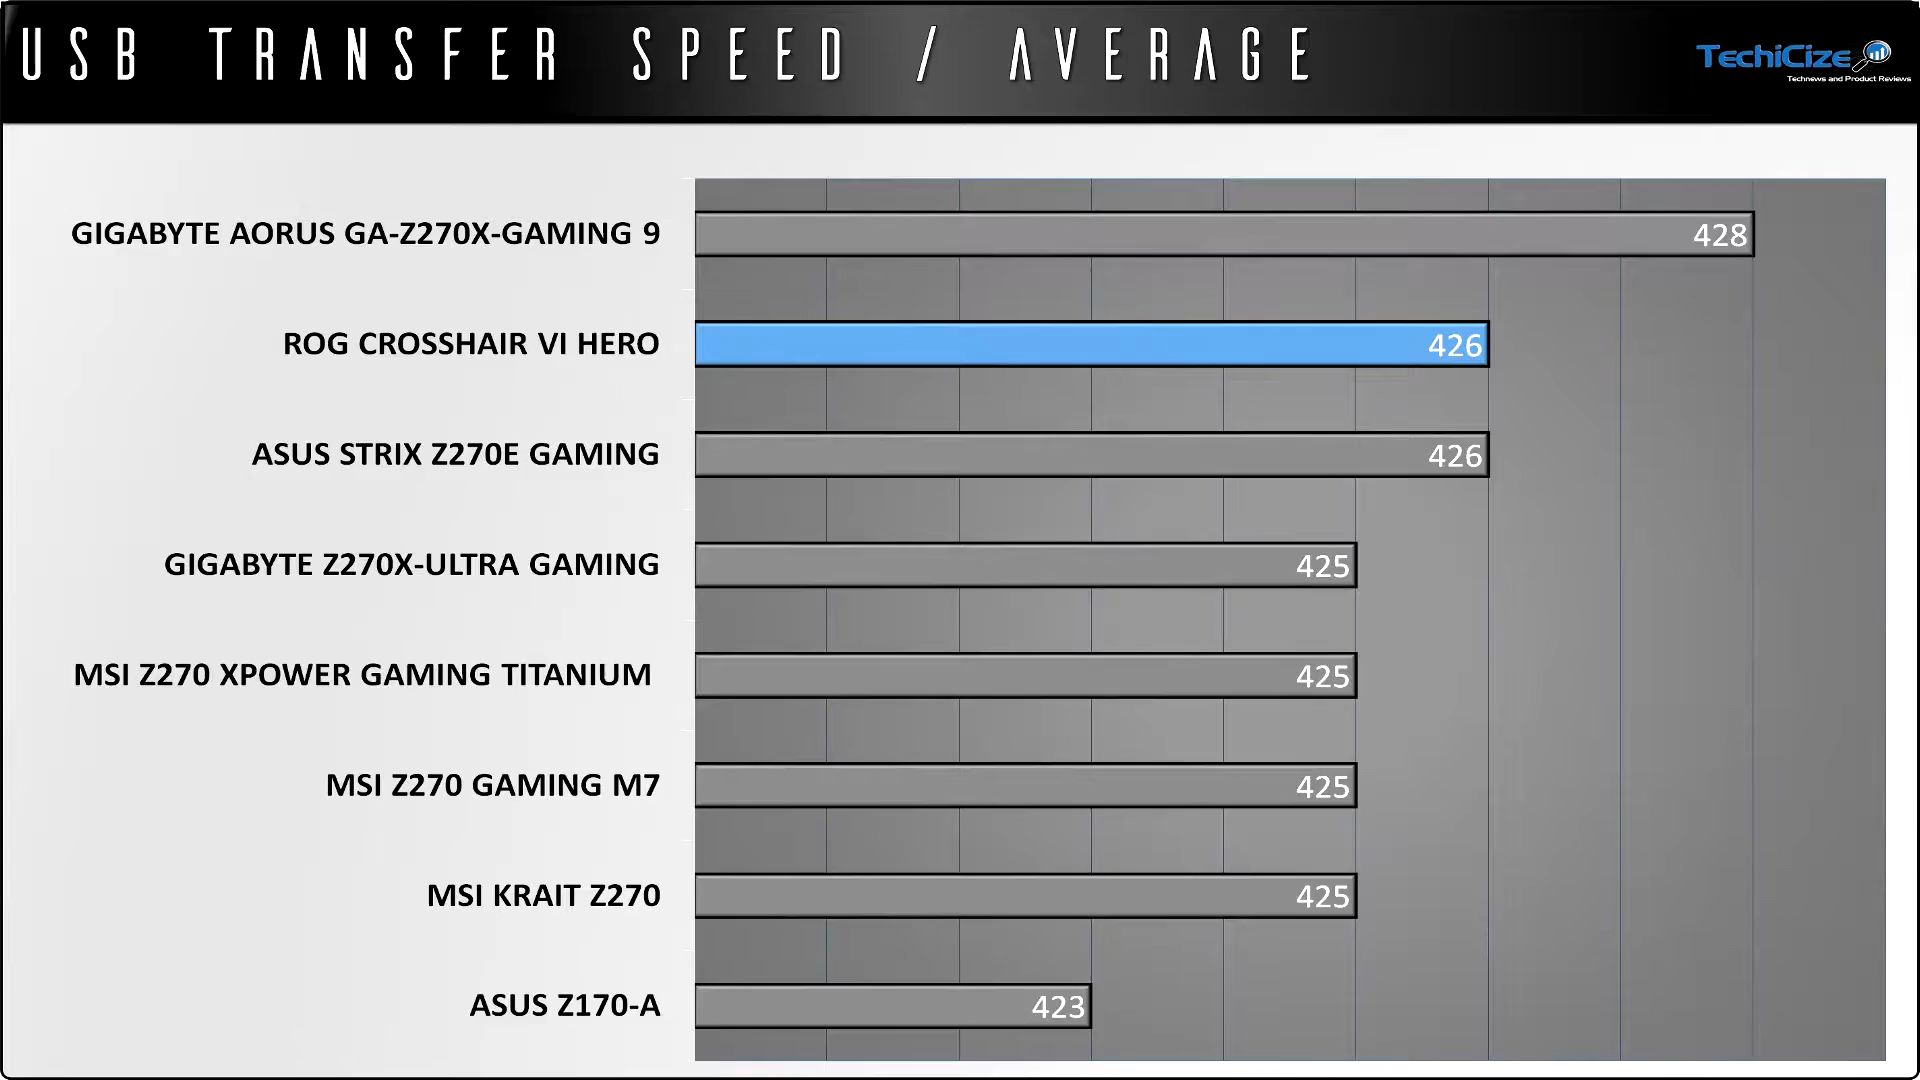 USB TRANSFER SPEED / AVERAGE
TechiCize
Technews and Product Reviews
GIGABYTE AORUS GA-Z270X-GAMING 9 428
ROG CROSSHAIR VI HERO 426
ASUS STRIX Z270E GAMING 426
GIGABYTE Z270X-ULTRA GAMING 425
MSI Z270 XPOWER GAMING TITANIUM 425
MSI Z270 GAMING M7 425
MSI KRAIT Z270 425
ASUS Z170-A 423